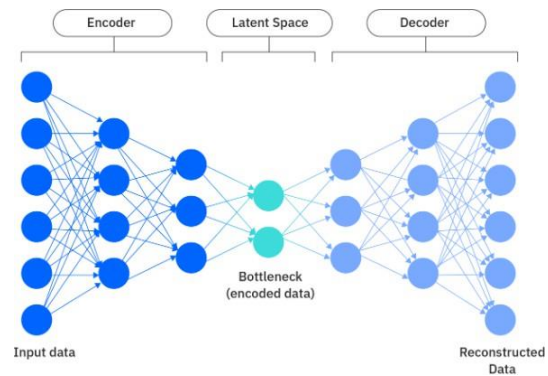 Encoder
Latent Space
Decoder
Bottleneck
(encoded data)
Input data
Reconstructed
Data